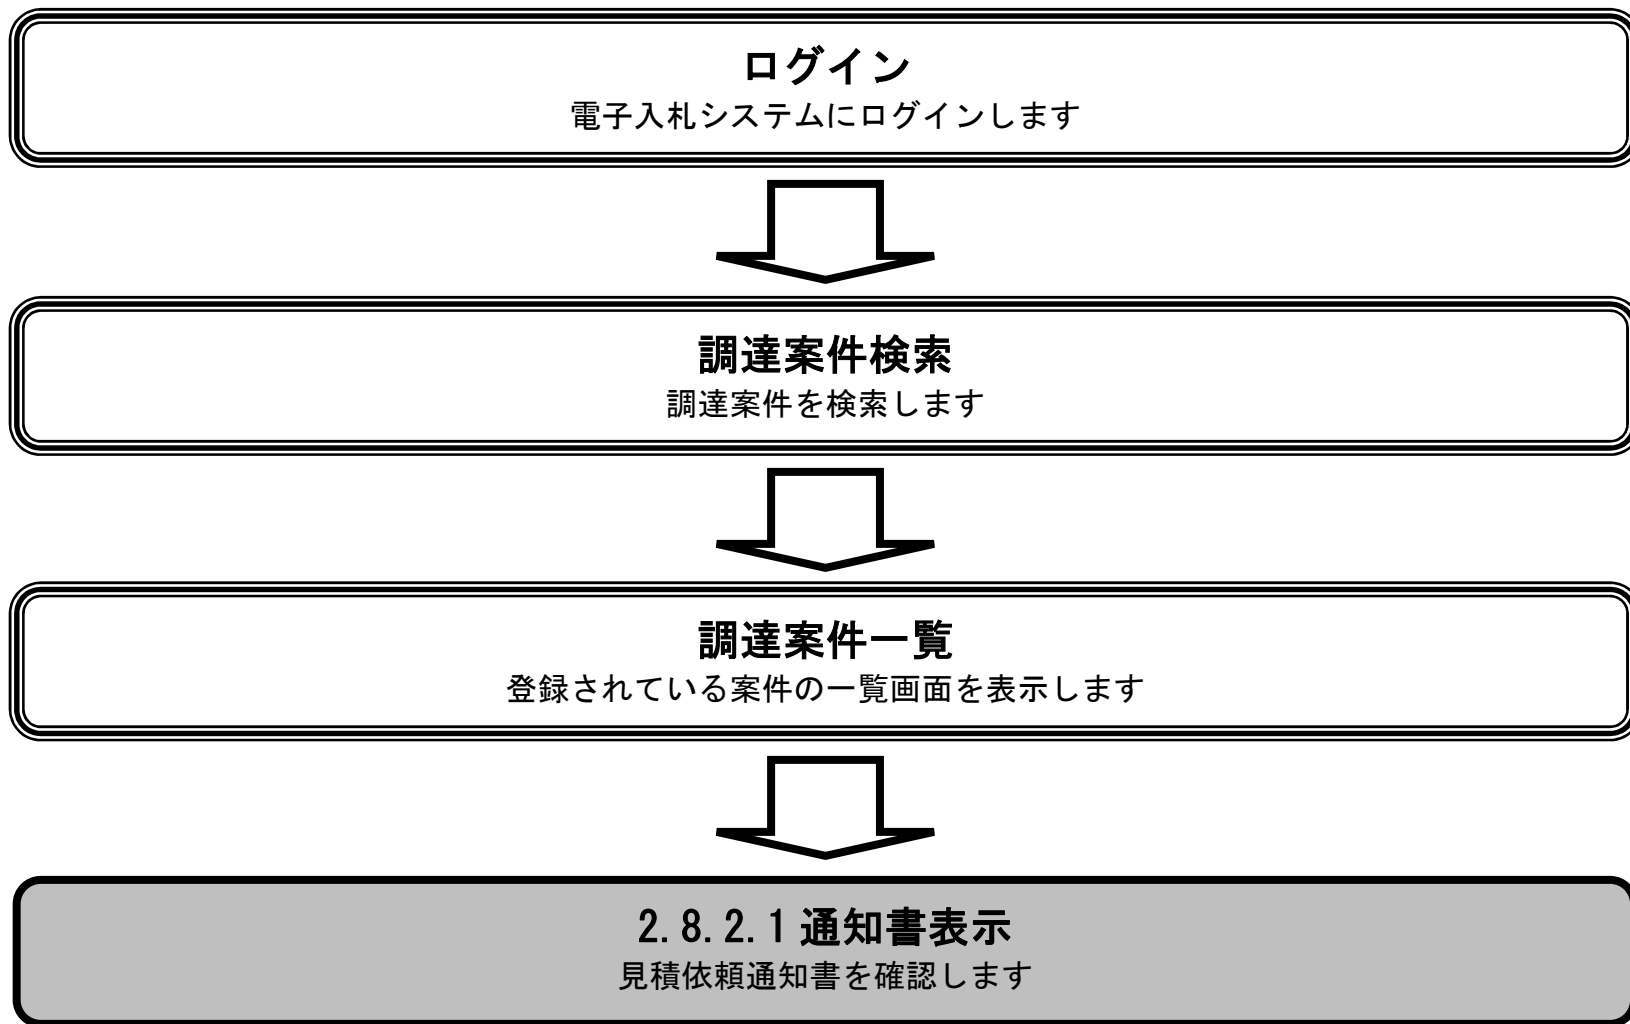 ログイン
電子入札システムにログインします
調達案件検索
調達案件を検索します
調達案件一覧
登録されている案件の一覧画面を表示します
2.8.2.1通知書表示
見積依頼通知書を確認します